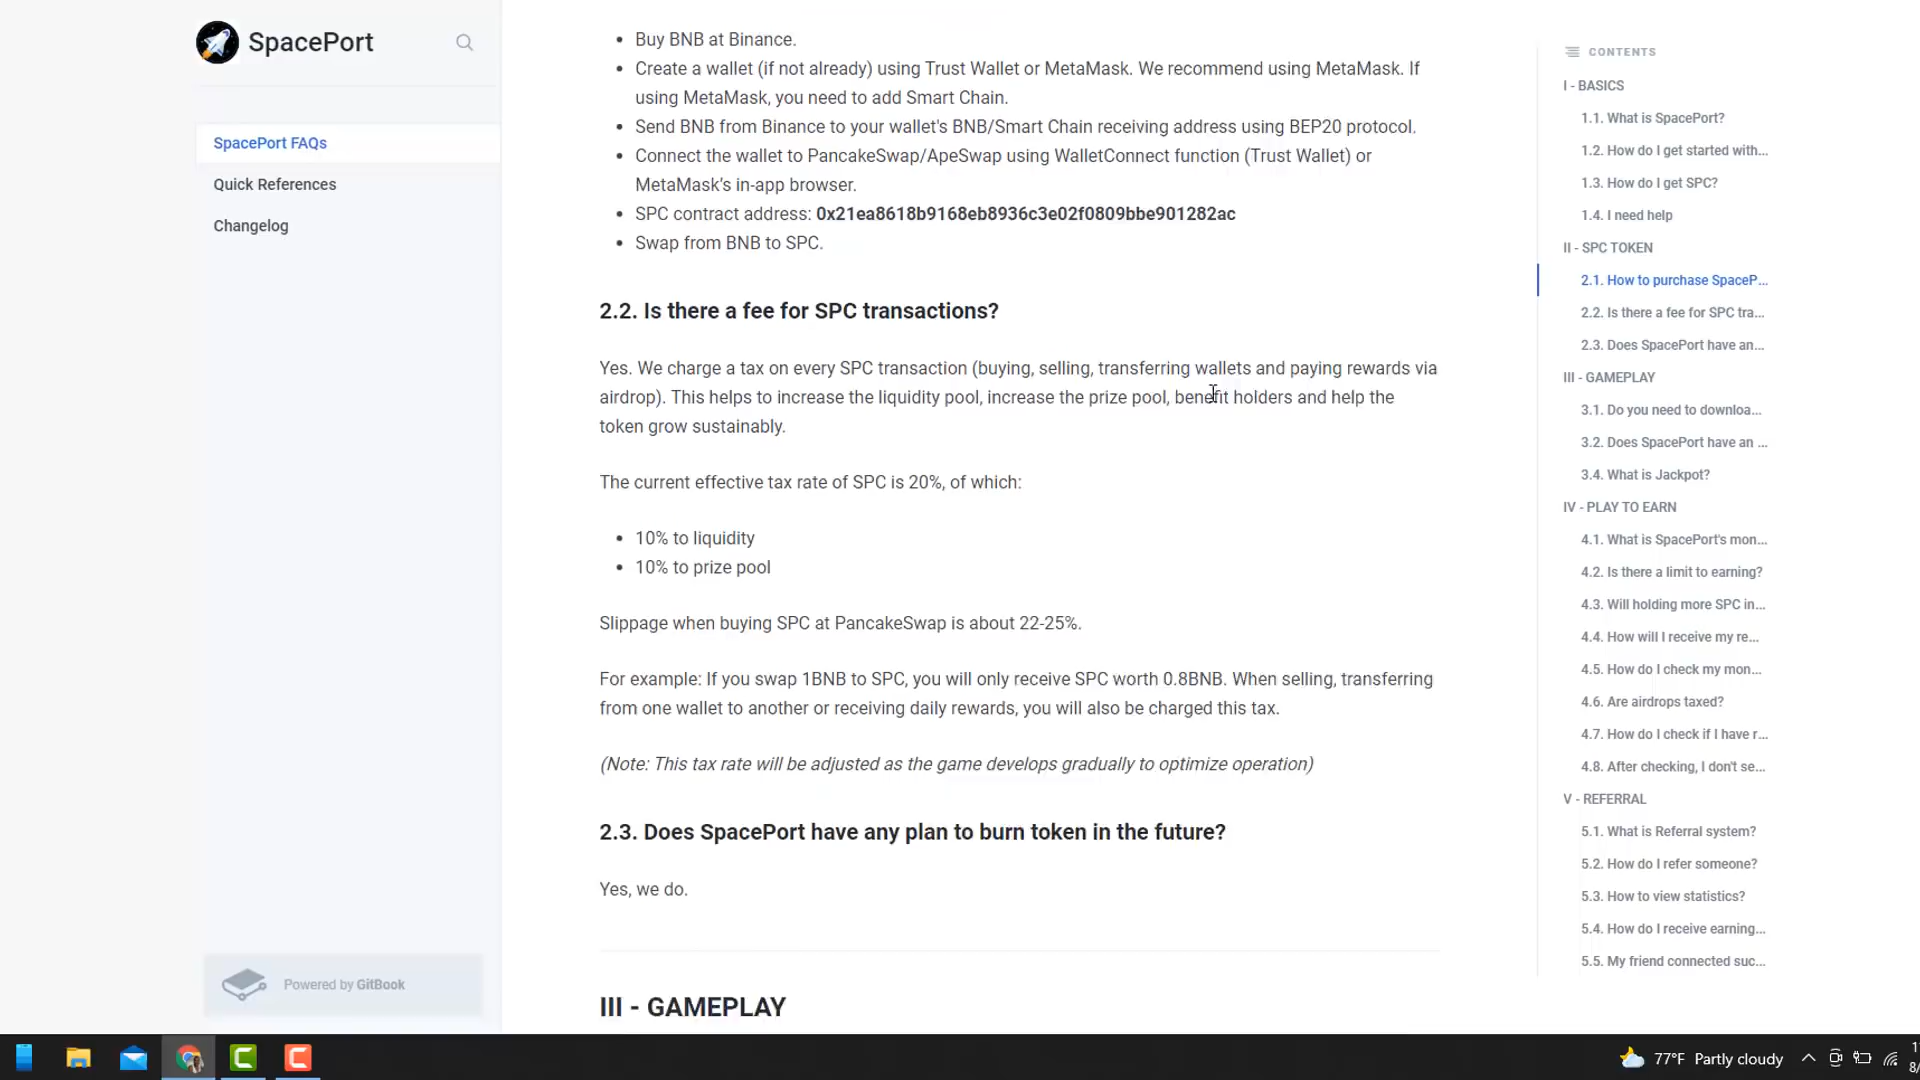 SpacePort
SpacePort FAQs
Quick References
Changelog
Powered by GitBook
Buy BNB at Binance.
Create a wallet (if not already) using Trust Wallet or MetaMask. We recommend using MetaMask. If
using MetaMask, you need to add Smart Chain.
Send BNB from Binance to your wallet's BNB/Smart Chain receiving address using BEP20 protocol.
Connect the wallet to PancakeSwap/ApeSwap using WalletConnect function (Trust Wallet) or
MetaMask's in-app browser.
SPC contract address: 0x21ea8618b9168eb8936c3e02f0809bbe901282ac
Swap from BNB to SPC.
2.2. Is there a fee for SPC transactions?
Yes. We charge a tax on every SPC transaction (buying, selling, transferring wallets and paying rewards via
airdrop). This helps to increase the liquidity pool, increase the prize pool, benefit holders and help the
token grow sustainably.
The current effective tax rate of SPC is 20%, of which:
10% to liquidity
10% to prize pool
Slippage when buying SPC at PancakeSwap is about 22-25%.
For example: If you swap 1BNB to SPC, you will only receive SPC worth 0.8BNB. When selling, transferring
from one wallet to another or receiving daily rewards, you will also be charged this tax.
(Note: This tax rate will be adjusted as the game develops gradually to optimize operation)
2.3. Does SpacePort have any plan to burn token in the future?
Yes, we do.
III - GAMEPLAY
CONTENTS
I - BASICS
1.1. What is SpacePort?
1.2. How do I get started with...
1.3. How do I get SPC?
1.4. I need help
II - SPC TOKEN
2.1. How to purchase SpaceP...
2.2. Is there a fee for SPC tra...
2.3. Does SpacePort have an...
III - GAMEPLAY
3.1. Do you need to downloa...
3.2. Does SpacePort have an ...
3.4. What is Jackpot?
IV - PLAY TO EARN
4.1. What is SpacePort's mon...
4.2. Is there a limit to earning?
4.3. Will holding more SPC in...
4.4. How will I receive my re...
4.5. How do I check my mon...
4.6. Are airdrops taxed?
4.7. How do I check if I have r...
4.8. After checking, I don't se...
V - REFERRAL
5.1. What is Referral system?
5.2. How do I refer someone?
5.3. How to view statistics?
5.4. How do I receive earning...
5.5. My friend connected suc...
77°F Partly cloudy